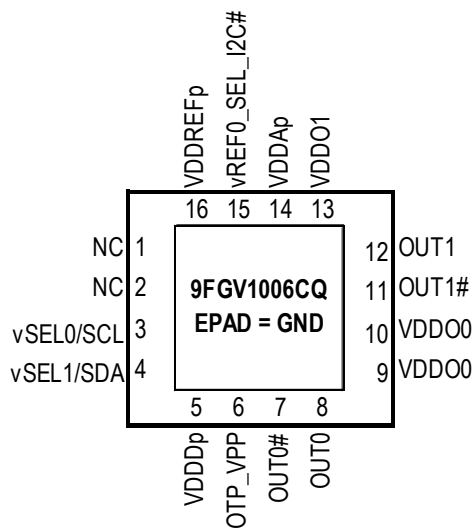 VDDREFp
vREF0_SEL_I2C#
VDDAp
VDDO1
16 15 14 13
NC 1
NC 2
vSEL0/SCL 3
vSEL1/SDA 4
9FGV1006CQ
EPAD = GND
12 OUT1
11 OUT1#
10 VDDO0
9 VDDO0
5 6 7 8
VDDDp
OTP_VPP
OUT0#
OUT0